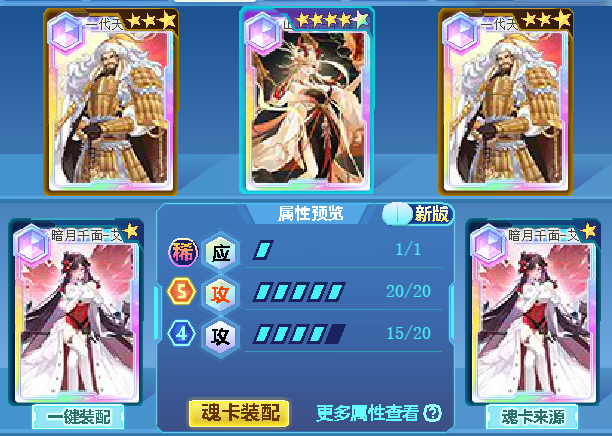 二代天
山
二代天
属性预览
新版
暗月千面-艾
暗月千面-艾
稀 应 1/1
5 攻 20/20
4 攻 15/20
一键装配
魂卡装配
更多属性查看?
魂卡来源